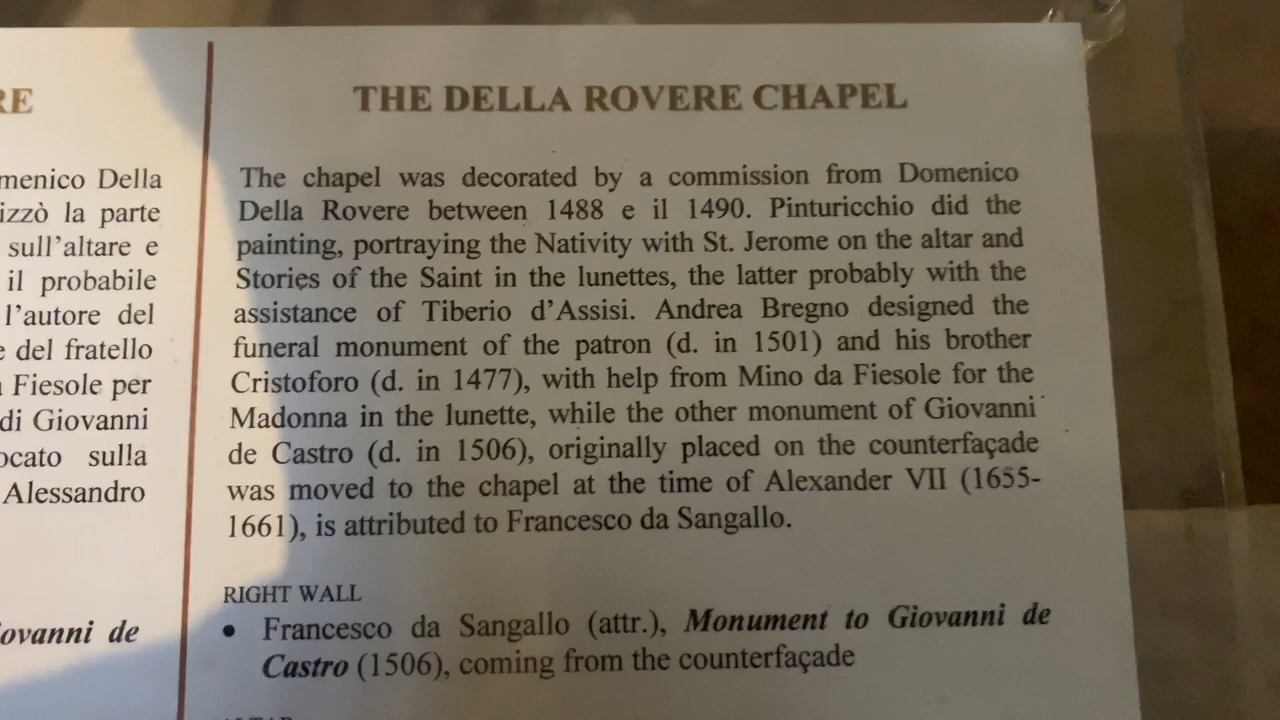 RE
menico Della
izzò la parte
sull'altare e
il probabile
l'autore del
e del fratello
a Fiesole per
di Giovanni
ocato sulla
Alessandro
ovanni de
THE DELLA ROVERE CHAPEL
The chapel was decorated by a commission from Domenico
Della Rovere between 1488 e il 1490. Pinturicchio did the
painting, portraying the Nativity with St. Jerome on the altar and
Stories of the Saint in the lunettes, the latter probably with the
assistance of Tiberio d'Assisi. Andrea Bregno designed the
funeral monument of the patron (d. in 1501) and his brother
Cristoforo (d. in 1477), with help from Mino da Fiesole for the
Madonna in the lunette, while the other monument of Giovanni
de Castro (d. in 1506), originally placed on the counterfaçade
was moved to the chapel at the time of Alexander VII (1655-
1661), is attributed to Francesco da Sangallo.
RIGHT WALL
• Francesco da Sangallo (attr.), Monument to Giovanni de
Castro (1506), coming from the counterfaçade